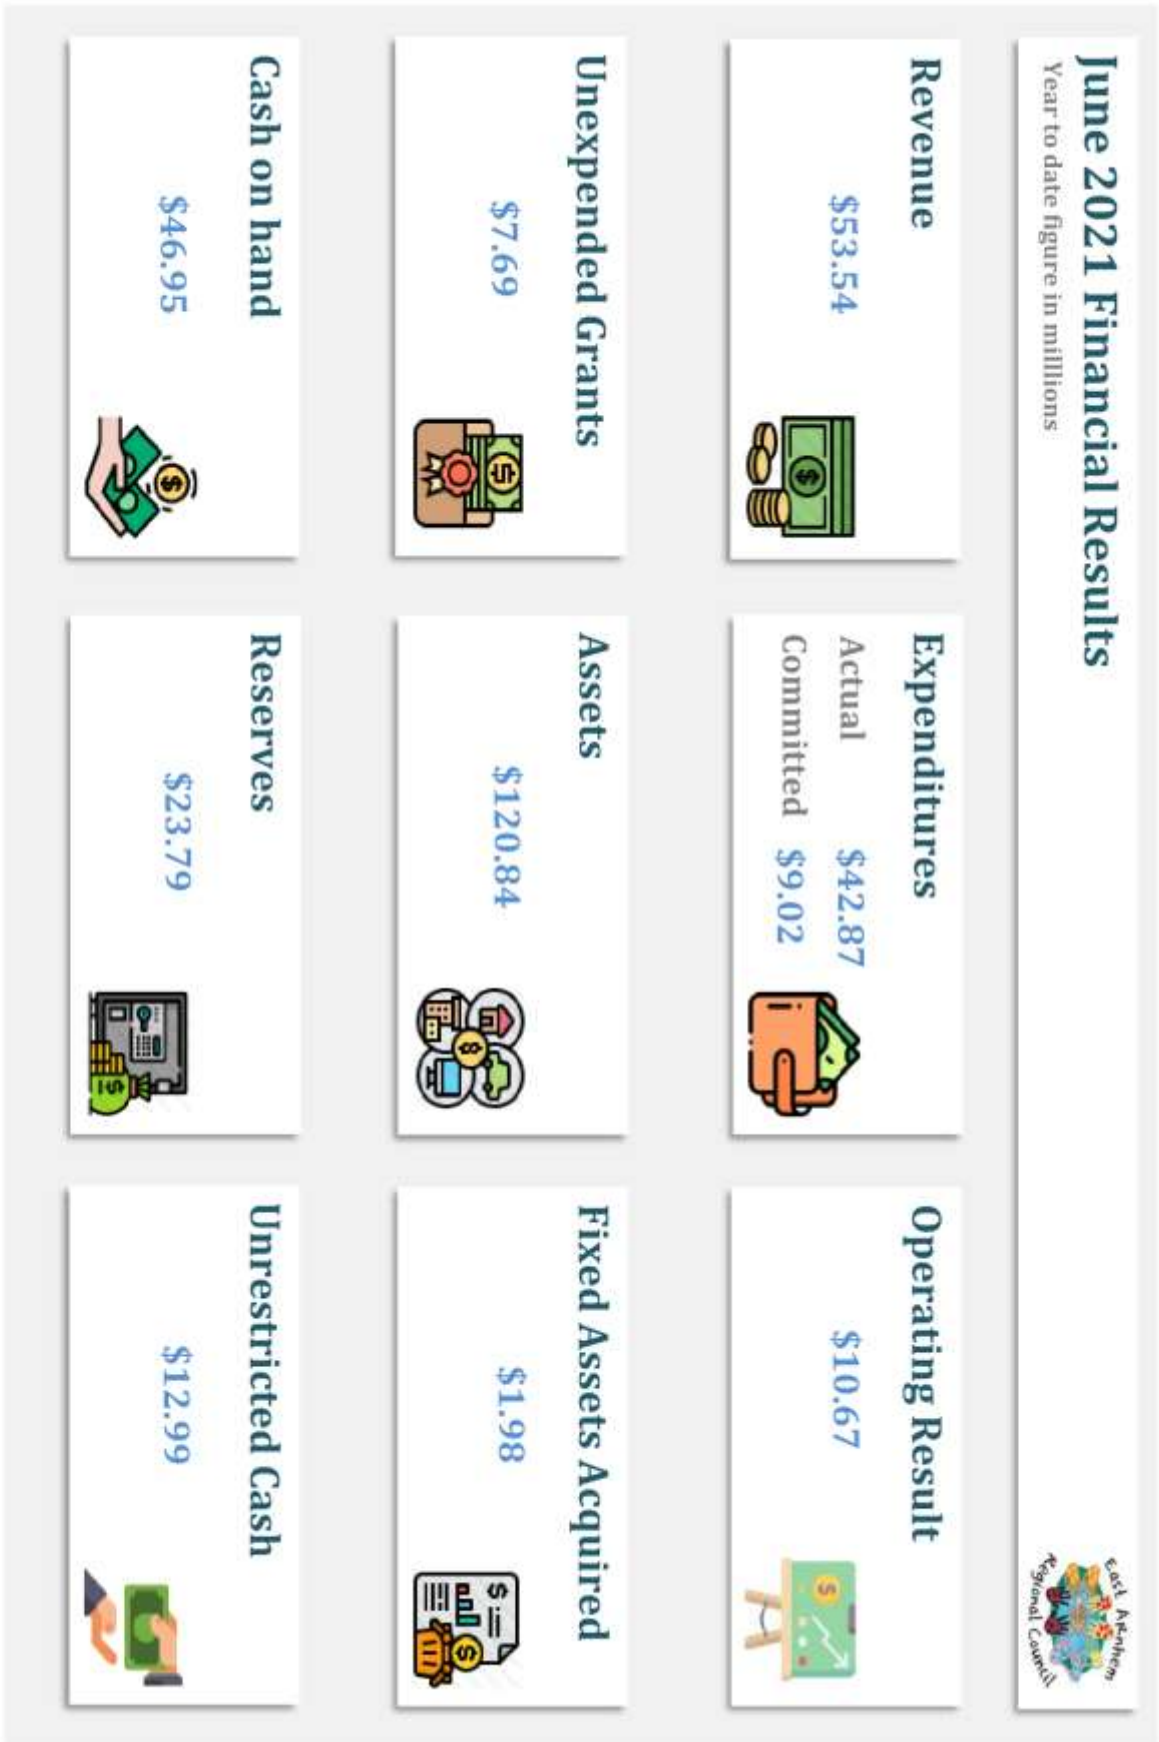 June 2021 Financial Results
Year to date figure in milllions
East Arnhem
Regional Council
Revenue
$53.54
Expenditures
Actual $42.87
Committed $9.02
Operating Result
$10.67
Unexpended Grants
$7.69
Assets
$120.84
Fixed Assets Acquired
$1.98
Cash on hand
$46.95
Reserves
$23.79
Unrestricted Cash
$12.99